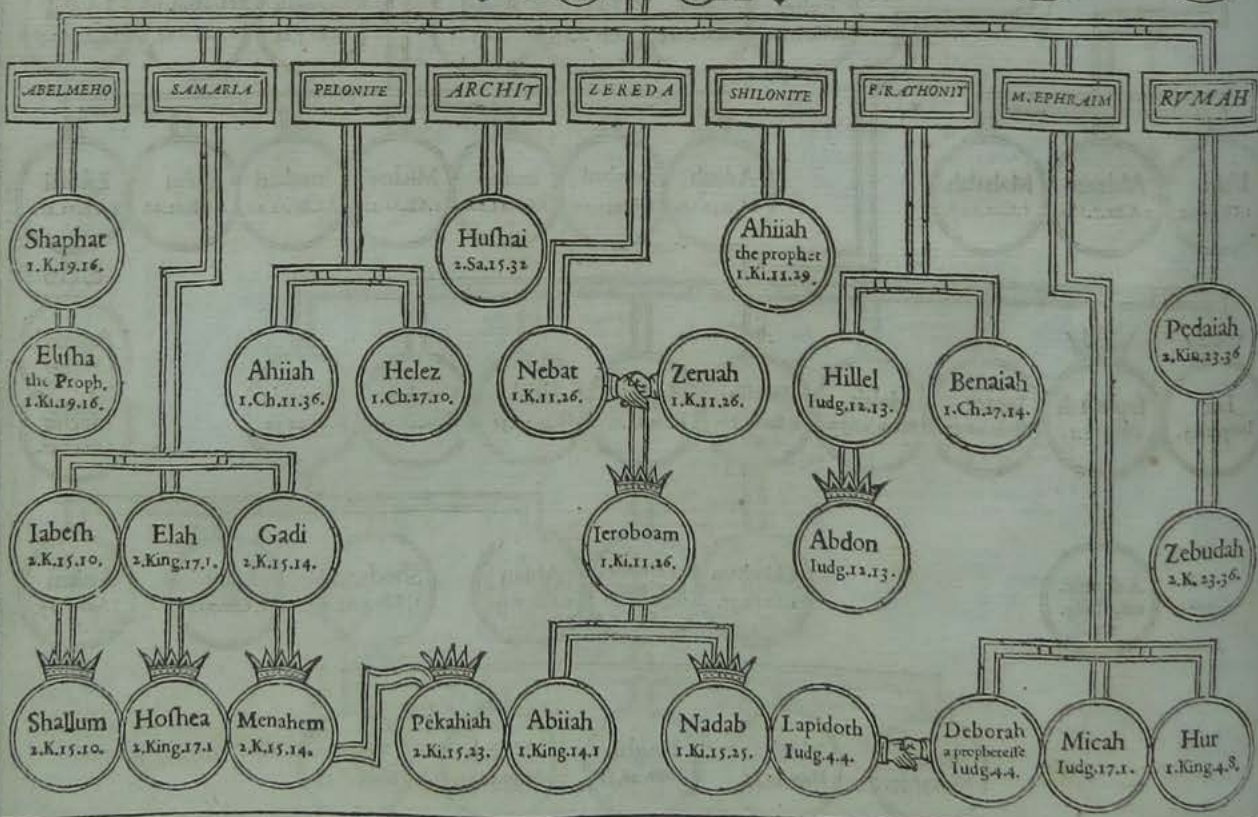 ABELMEHO
SAMARIA
PELONITE
ARCHIT
ZEREDA
SHILONITE
PIRATHONIT
M. EPHRAIM
RVMAH
Shaphat
1.K.19.16.
Huſhai
2.Sa.15.32
Ahiiah
the prophet
1.Ki.11.29.
Eliſha
the Proph.
1.Ki.19.16.
Ahiiah
1.Ch.11.36.
Helez
1.Ch.27.10.
Nebat
1.K.11.26.
Zeruah
1.K.11.26.
Hillel
Iudg.12.13.
Benaiah
1.Ch.27.14.
Pedaiah
2.Kin.23.36
Iabeſh
2.K.15.10.
Elah
2.King.17.1.
Gadi
2.K.15.14.
Ieroboam
1.Ki.11.26.
Abdon
Iudg.12.13.
Zebudah
2.K.23.36.
Shallum
2.K.15.10.
Hoſhea
2.King.17.1
Menahem
2.K.15.14.
Pekahiah
2.Ki.15.23.
Abiiah
1.King.14.1
Nadab
1.Ki.15.25.
Lapidoth
Iudg.4.4.
Deborah
a propheteſſe
Iudg.4.4.
Micah
Iudg.17.1.
Hur
1.King.4.8.